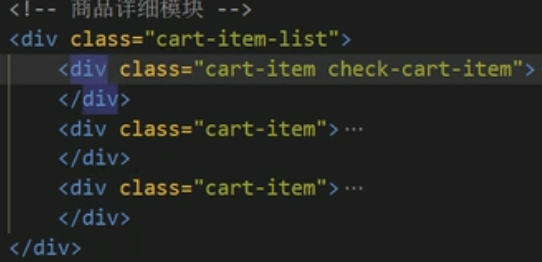 <!-- 商品详细模块 -->
<div class="cart-item-list">
<div class="cart-item check-cart-item">
</div>
<div class="cart-item">…
</div>
<div class="cart-item">…
</div>
</div>